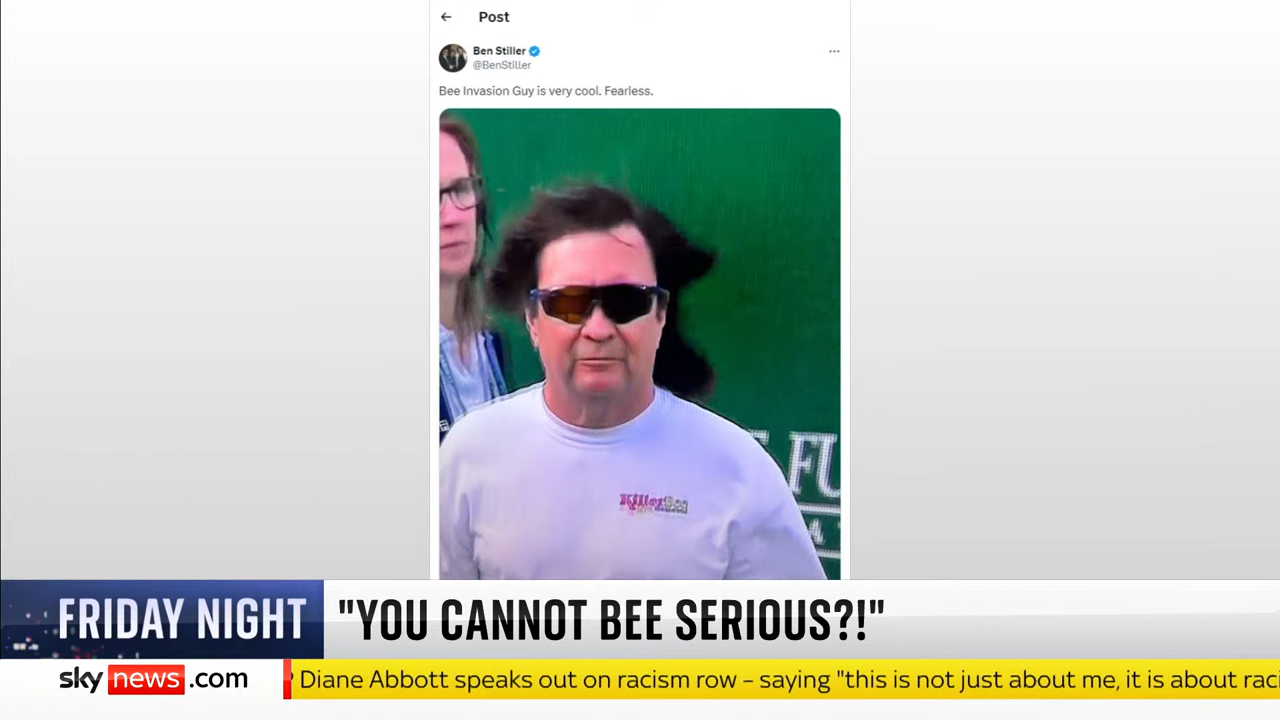 Post
Ben Stiller
@BenStiller
Bee Invasion Guy is very cool. Fearless.
KillerBee
FU
A
FRIDAY NIGHT
"YOU CANNOT BEE SERIOUS?!"
sky news .com
Diane Abbott speaks out on racism row – saying "this is not just about me, it is about raci